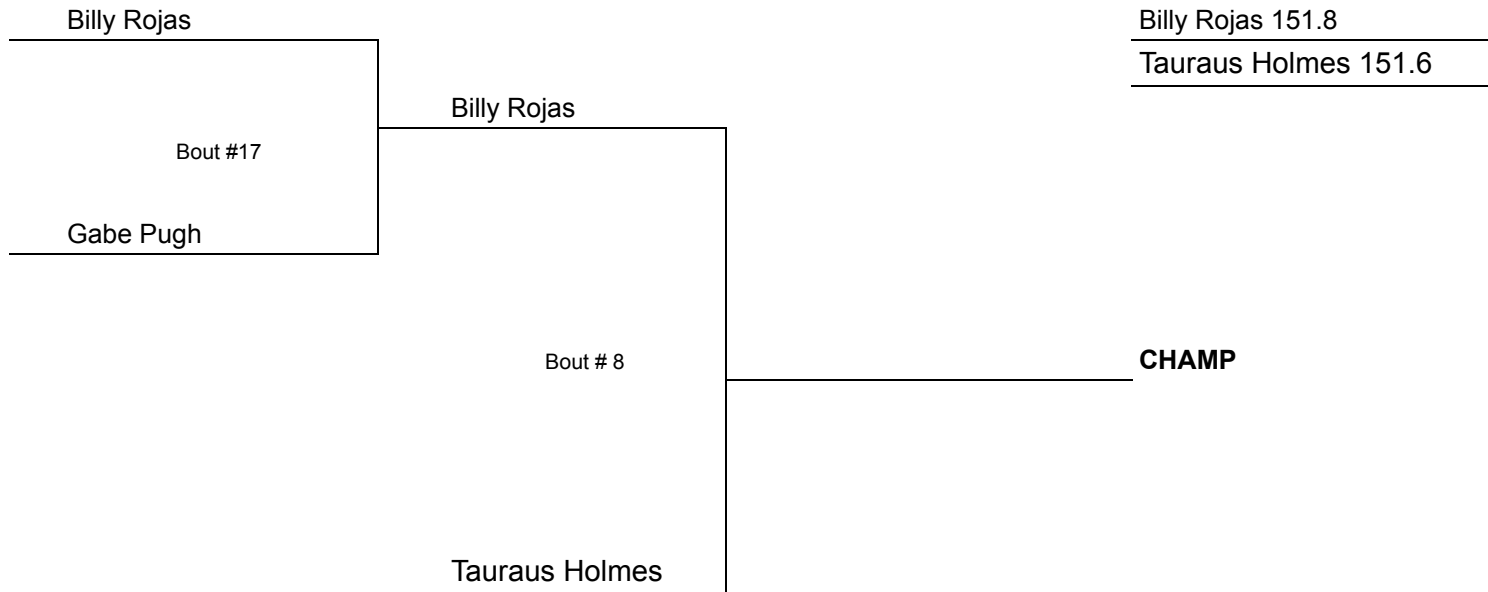 Billy Rojas
Billy Rojas 151.8
Tauraus Holmes 151.6
Billy Rojas
Bout #17
Gabe Pugh
Bout # 8
CHAMP
Tauraus Holmes